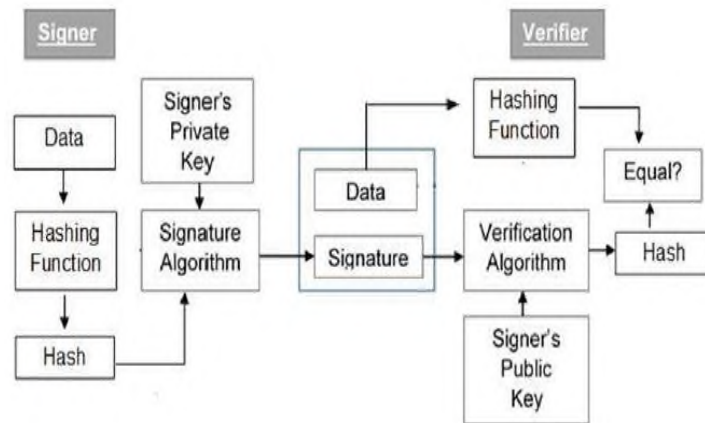 Signer
Verifier
Signer's
Private
Key
Hashing
Function
Data
Data
Equal?
Hashing
Function
Signature
Algorithm
Signature
Verification
Algorithm
Hash
Hash
Signer's
Public
Key